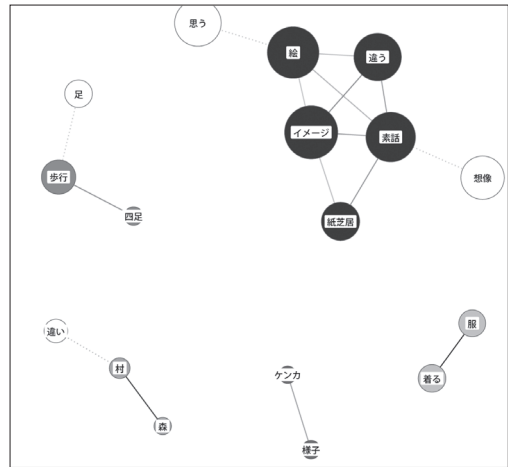 思う
絵
違う
足
イメージ
素話
歩行
想像
四足
紙芝居
服
違い
村
ケンカ
着る
森
様子